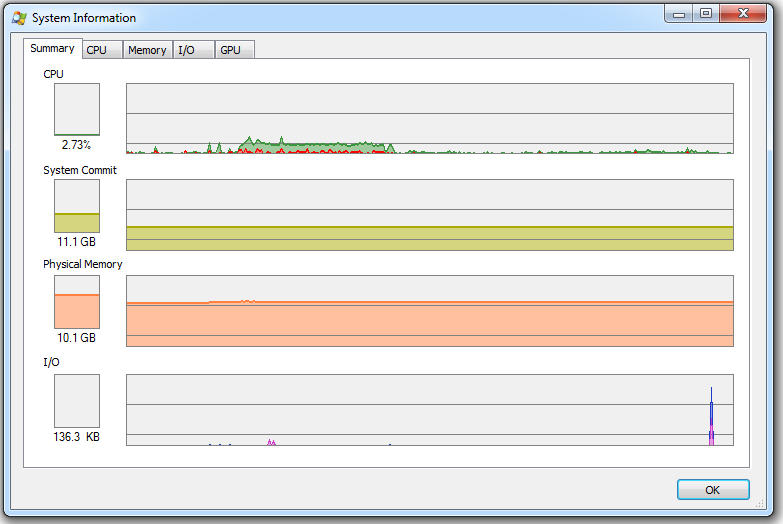 System Information
Summary CPU Memory I/O GPU
CPU
2.73%
System Commit
11.1 GB
Physical Memory
10.1 GB
I/O
136.3 KB
OK